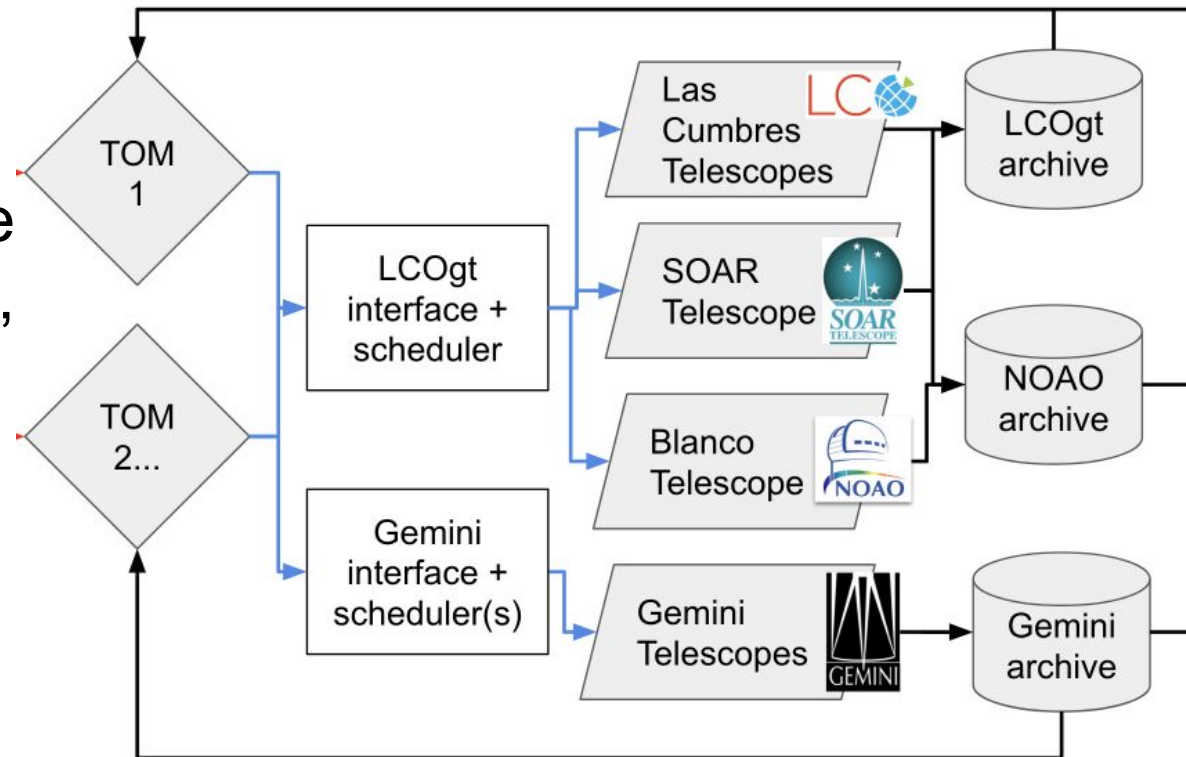 e
,
TOM
1
TOM
2...
LCOgt
interface +
scheduler
Gemini
interface +
scheduler(s)
Las
Cumbres
Telescopes
LCO
SOAR
Telescope
SOAR
TELESCOPE
Blanco
Telescope
NOAO
Gemini
Telescopes
GEMINI
LCOgt
archive
NOAO
archive
Gemini
archive